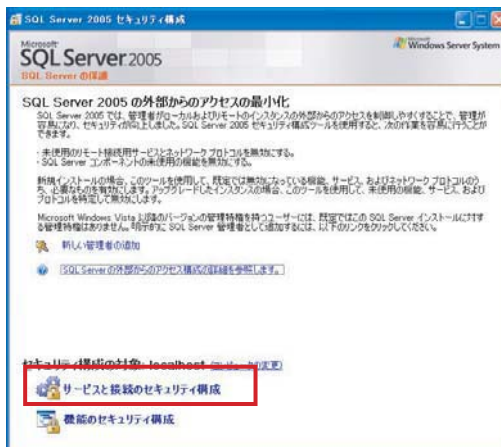 SQL Server 2005 セキュリティ構成
Microsoft
SQL Server 2005
Windows Server System
SQL Server の保護
SQL Server 2005 の外部からのアクセスの最小化
SQL Server 2005 では、管理者がローカルおよびリモートのインスタンスの外部からのアクセスを制御しやすくすることで、管理が
容易になり、セキュリティが向上しました。SQL Server 2005 セキュリティ構成ツールを使用すると、次の作業を容易に行うことが
できます。
- 未使用のリモート接続用サービスとネットワーク プロトコルを無効にする。
- SQL Server コンポーネントの未使用の機能を無効にする。
新規インストールの場合、このツールを使用して、既定では無効になっている機能、サービス、およびネットワーク プロトコルのう
ち、必要なものを有効にします。アップグレードしたインスタンスの場合、このツールを使用して、未使用の機能、サービス、および
プロトコルを特定して無効にします。
Microsoft Windows Vista 以降のバージョンの管理特権を持つユーザーには、既定ではこの SQL Server インストールに対す
る管理特権はありません。明示的に SQL Server 管理者として追加するには、以下のリンクをクリックしてください。
新しい管理者の追加
SQL Server の外部からのアクセス構成の詳細を参照します。
セキュリティ構成の対象: localhost (コンピュータの変更)
サービスと接続のセキュリティ構成
機能のセキュリティ構成